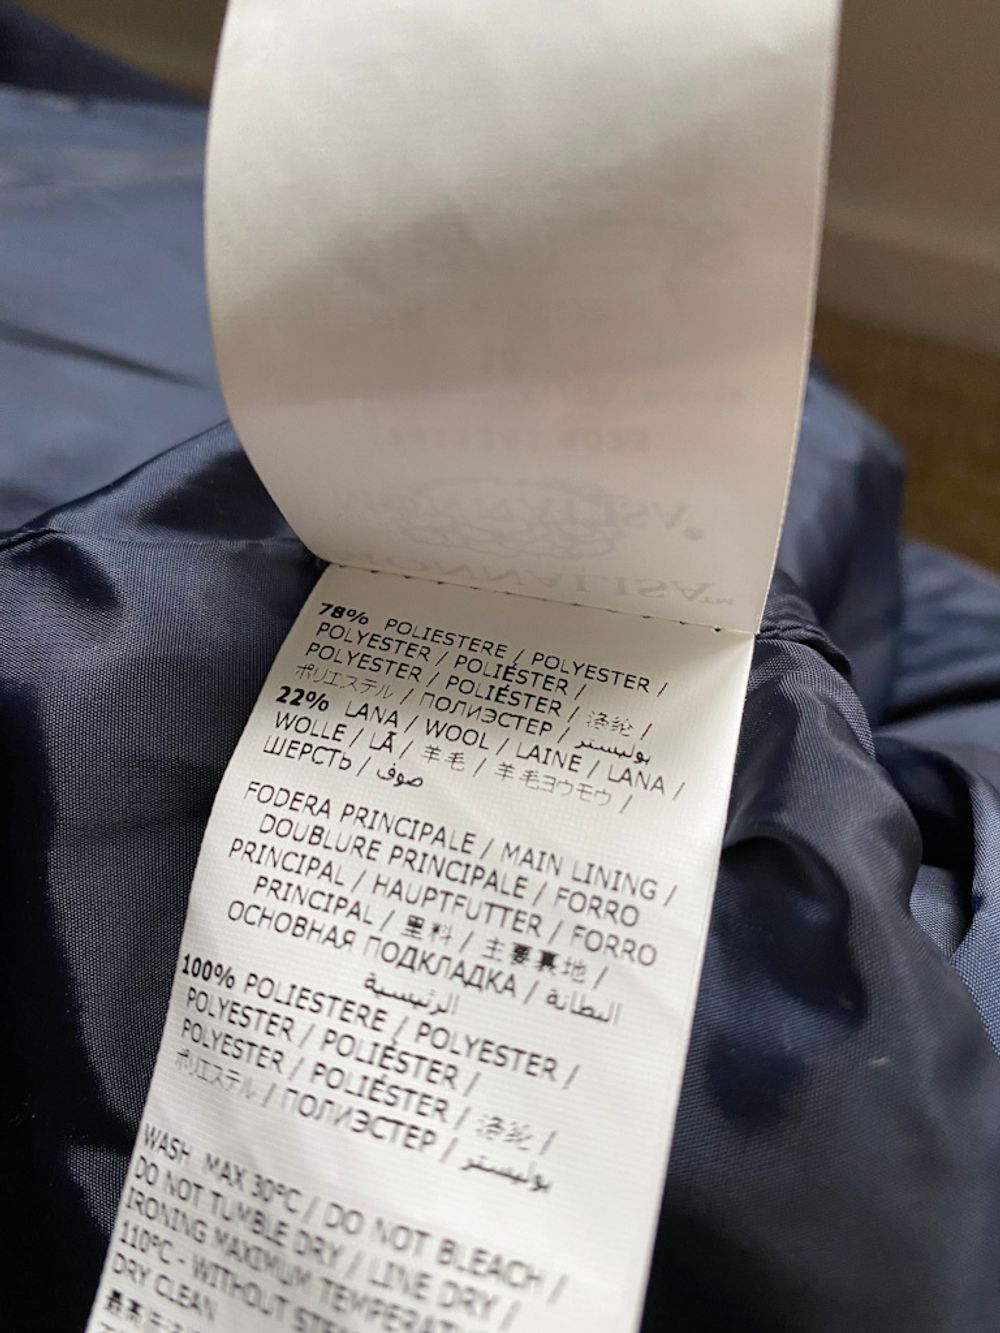 78% POLIESTERE / POLYESTER /
POLYESTER / POLIÉSTER /
POLYESTER / POLIÉSTER /
ポリエステル / ПОЛИЭСТЕР / 涤纶 /
بوليستر
22% LANA / WOOL / LAINE / LANA /
WOLLE / LÃ / 羊毛 / 羊毛ヨウモウ /
ШЕРСТЬ / صوف
FODERA PRINCIPALE / MAIN LINING /
DOUBLURE PRINCIPALE / FORRO
PRINCIPAL / HAUPTFUTTER / FORRO
PRINCIPAL / 里料 / 主要裏地 /
ОСНОВНАЯ ПОДКЛАДКА / البطانة
الرئيسية
100% POLIESTERE / POLYESTER /
POLYESTER / POLIÉSTER /
POLYESTER / POLIÉSTER /
ポリエステル / ПОЛИЭСТЕР / 涤纶 /
بوليستر
WASH MAX 30°C / DO NOT BLEACH /
DO NOT TUMBLE DRY / LINE DRY /
IRONING MAXIMUM TEMPERATURE
110°C - WITHOUT
DRY CLEAN